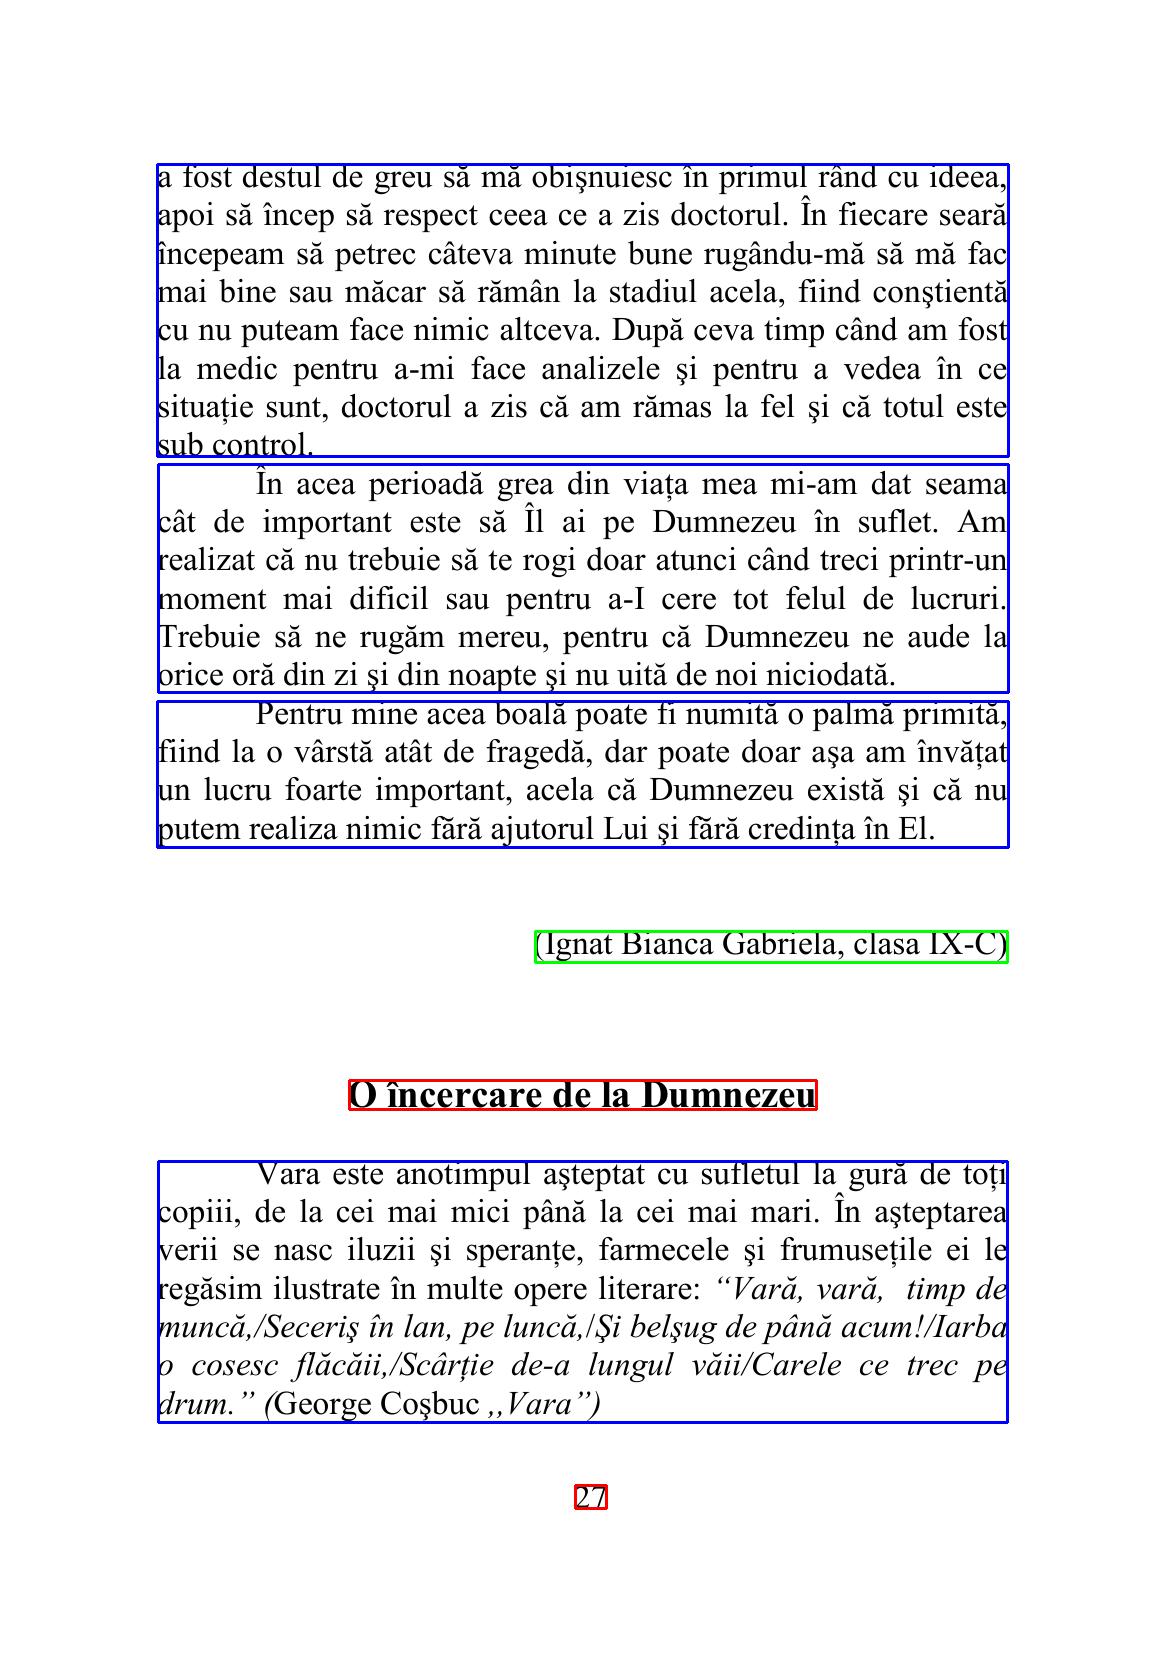 a fost destul de greu să mă obişnuiesc în primul rând cu ideea,
apoi să încep să respect ceea ce a zis doctorul. În fiecare seară
începeam să petrec câteva minute bune rugându-mă să mă fac
mai bine sau măcar să rămân la stadiul acela, fiind conştientă
cu nu puteam face nimic altceva. După ceva timp când am fost
la medic pentru a-mi face analizele şi pentru a vedea în ce
situaţie sunt, doctorul a zis că am rămas la fel şi că totul este
sub control.
În acea perioadă grea din viaţa mea mi-am dat seama
cât de important este să Îl ai pe Dumnezeu în suflet. Am
realizat că nu trebuie să te rogi doar atunci când treci printr-un
moment mai dificil sau pentru a-I cere tot felul de lucruri.
Trebuie să ne rugăm mereu, pentru că Dumnezeu ne aude la
orice oră din zi şi din noapte şi nu uită de noi niciodată.
Pentru mine acea boală poate fi numită o palmă primită,
fiind la o vârstă atât de fragedă, dar poate doar aşa am învăţat
un lucru foarte important, acela că Dumnezeu există şi că nu
putem realiza nimic fără ajutorul Lui şi fără credinţa în El.
(Ignat Bianca Gabriela, clasa IX-C)
O încercare de la Dumnezeu
Vara este anotimpul aşteptat cu sufletul la gură de toţi
copiii, de la cei mai mici până la cei mai mari. În aşteptarea
verii se nasc iluzii şi speranţe, farmecele şi frumuseţile ei le
regăsim ilustrate în multe opere literare: “Vară, vară, timp de
muncă,/Seceriş în lan, pe luncă,/Şi belşug de până acum!/Iarba
o cosesc flăcăii,/Scârţie de-a lungul văii/Carele ce trec pe
drum.” (George Coşbuc ,,Vara”)
27